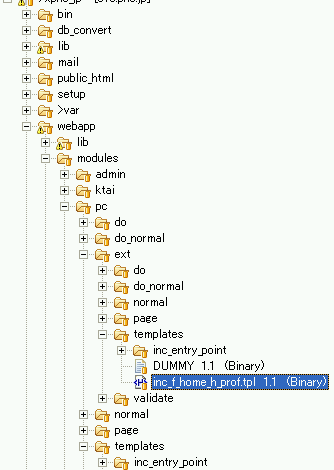 bin
db_convert
lib
mail
public_html
setup
>var
webapp
lib
modules
admin
ktai
pc
do
do_normal
ext
do
do_normal
normal
page
templates
inc_entry_point
DUMMY 1.1 (Binary)
inc_f_home_h_prof.tpl 1.1 (Binary)
validate
normal
page
templates
inc_entry_point